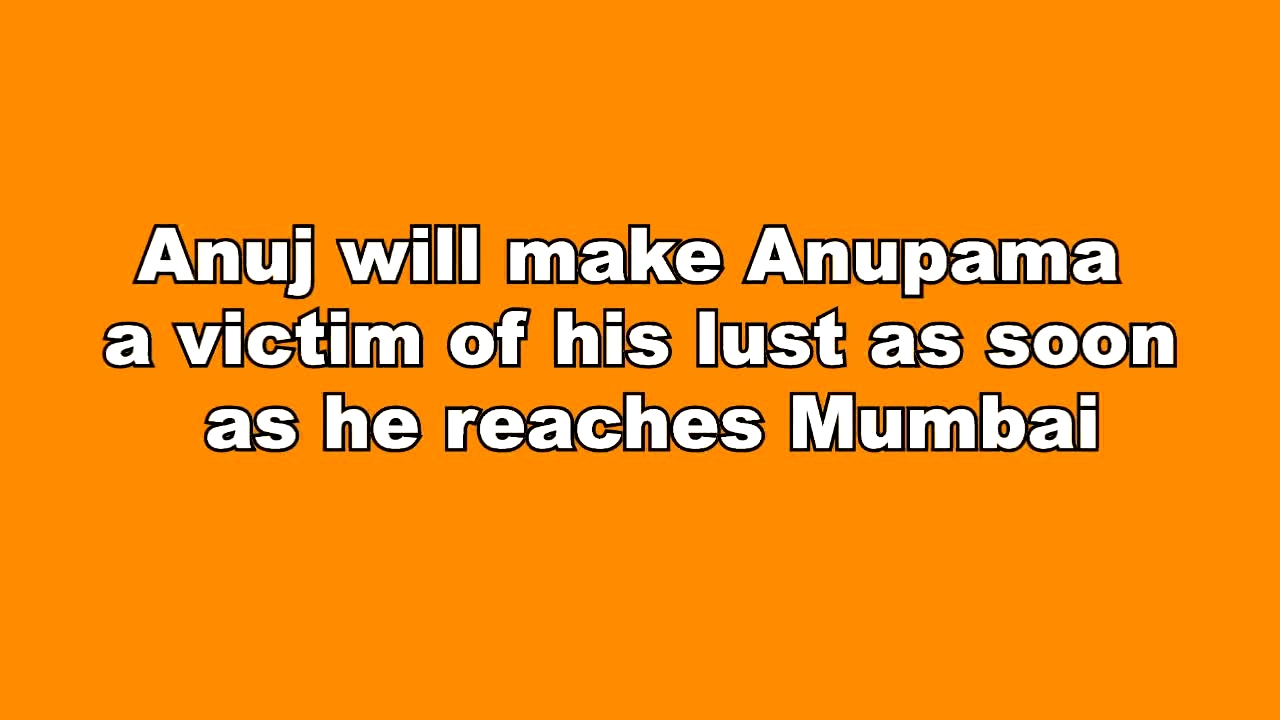 Anuj will make Anupama
a victim of his lust as soon
as he reaches Mumbai